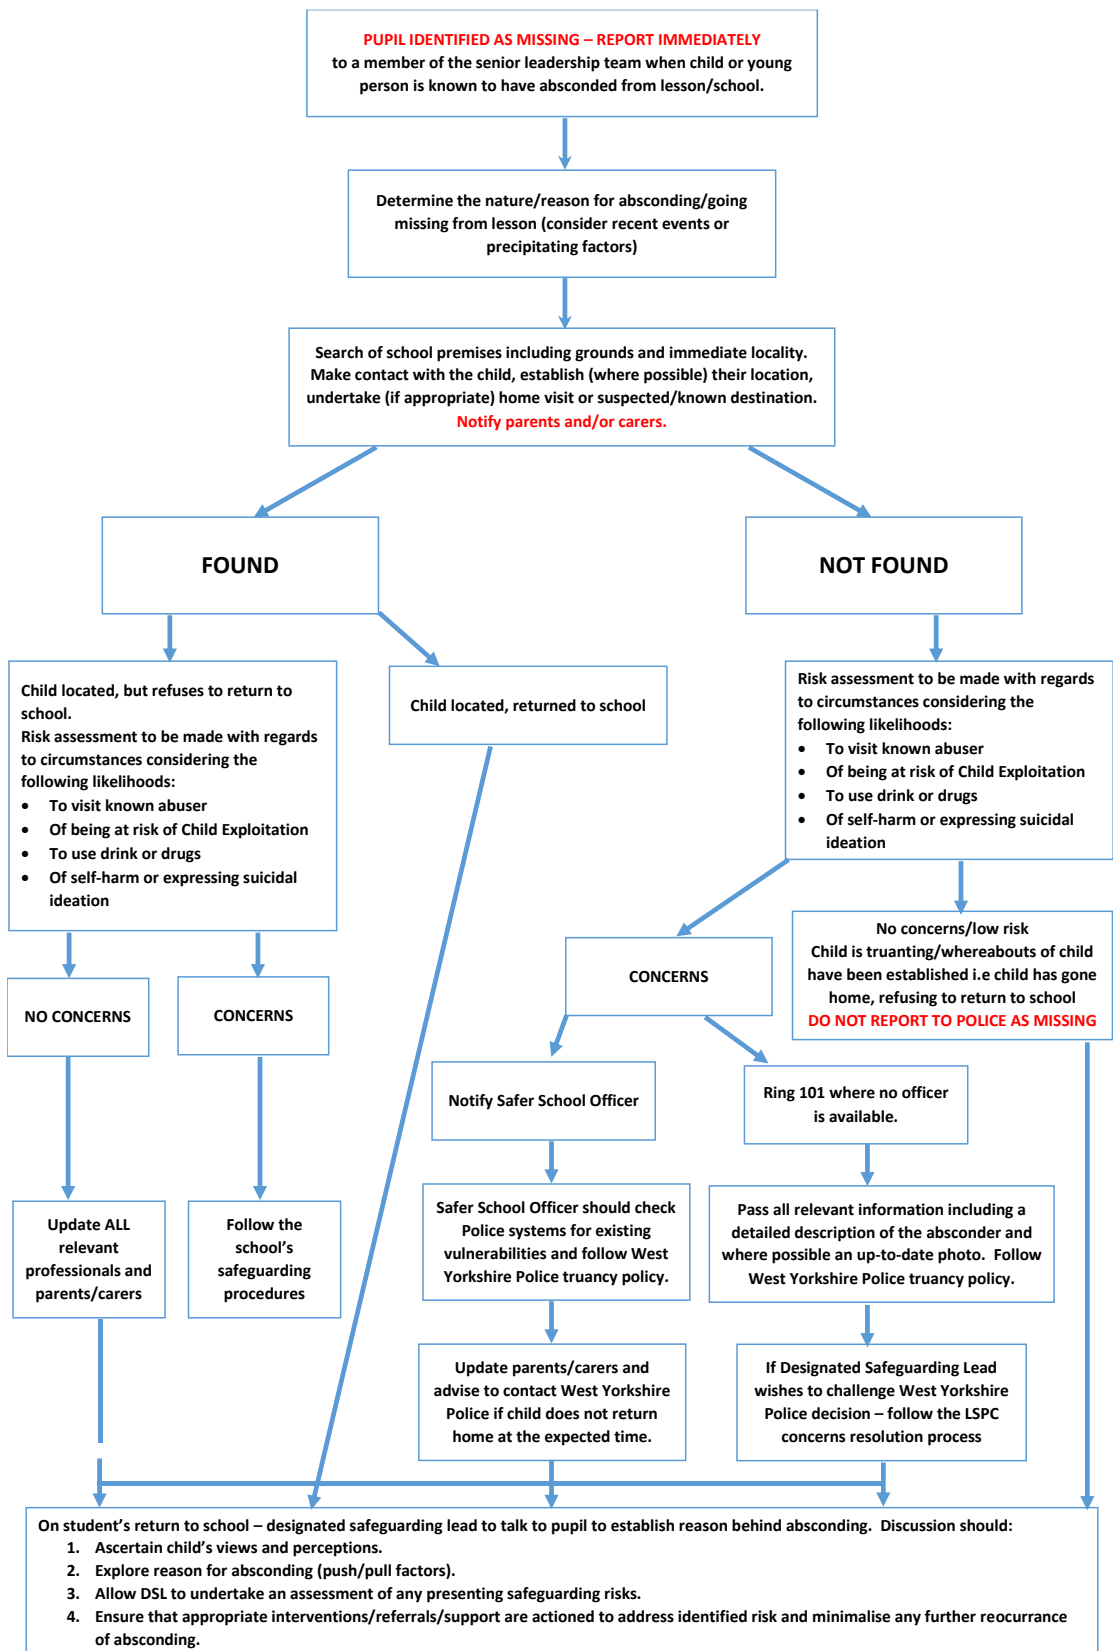 PUPIL IDENTIFIED AS MISSING – REPORT IMMEDIATELY
to a member of the senior leadership team when child or young
person is known to have absconded from lesson/school.
Determine the nature/reason for absconding/going
missing from lesson (consider recent events or
precipitating factors)
Search of school premises including grounds and immediate locality.
Make contact with the child, establish (where possible) their location,
undertake (if appropriate) home visit or suspected/known destination.
Notify parents and/or carers.
FOUND
NOT FOUND
Child located, but refuses to return to
school.
Risk assessment to be made with regards
to circumstances considering the
following likelihoods:
• To visit known abuser
• Of being at risk of Child Exploitation
• To use drink or drugs
• Of self-harm or expressing suicidal
ideation
Child located, returned to school
Risk assessment to be made with regards
to circumstances considering the
following likelihoods:
• To visit known abuser
• Of being at risk of Child Exploitation
• To use drink or drugs
• Of self-harm or expressing suicidal
ideation
NO CONCERNS
CONCERNS
CONCERNS
No concerns/low risk
Child is truanting/whereabouts of child
have been established i.e child has gone
home, refusing to return to school
DO NOT REPORT TO POLICE AS MISSING
Notify Safer School Officer
Ring 101 where no officer
is available.
Update ALL
relevant
professionals and
parents/carers
Follow the
school's
safeguarding
procedures
Safer School Officer should check
Police systems for existing
vulnerabilities and follow West
Yorkshire Police truancy policy.
Pass all relevant information including a
detailed description of the absconder and
where possible an up-to-date photo. Follow
West Yorkshire Police truancy policy.
Update parents/carers and
advise to contact West Yorkshire
Police if child does not return
home at the expected time.
If Designated Safeguarding Lead
wishes to challenge West Yorkshire
Police decision – follow the LSPC
concerns resolution process
On student's return to school – designated safeguarding lead to talk to pupil to establish reason behind absconding. Discussion should:
1. Ascertain child's views and perceptions.
2. Explore reason for absconding (push/pull factors).
3. Allow DSL to undertake an assessment of any presenting safeguarding risks.
4. Ensure that appropriate interventions/referrals/support are actioned to address identified risk and minimalise any further reocurrance
of absconding.